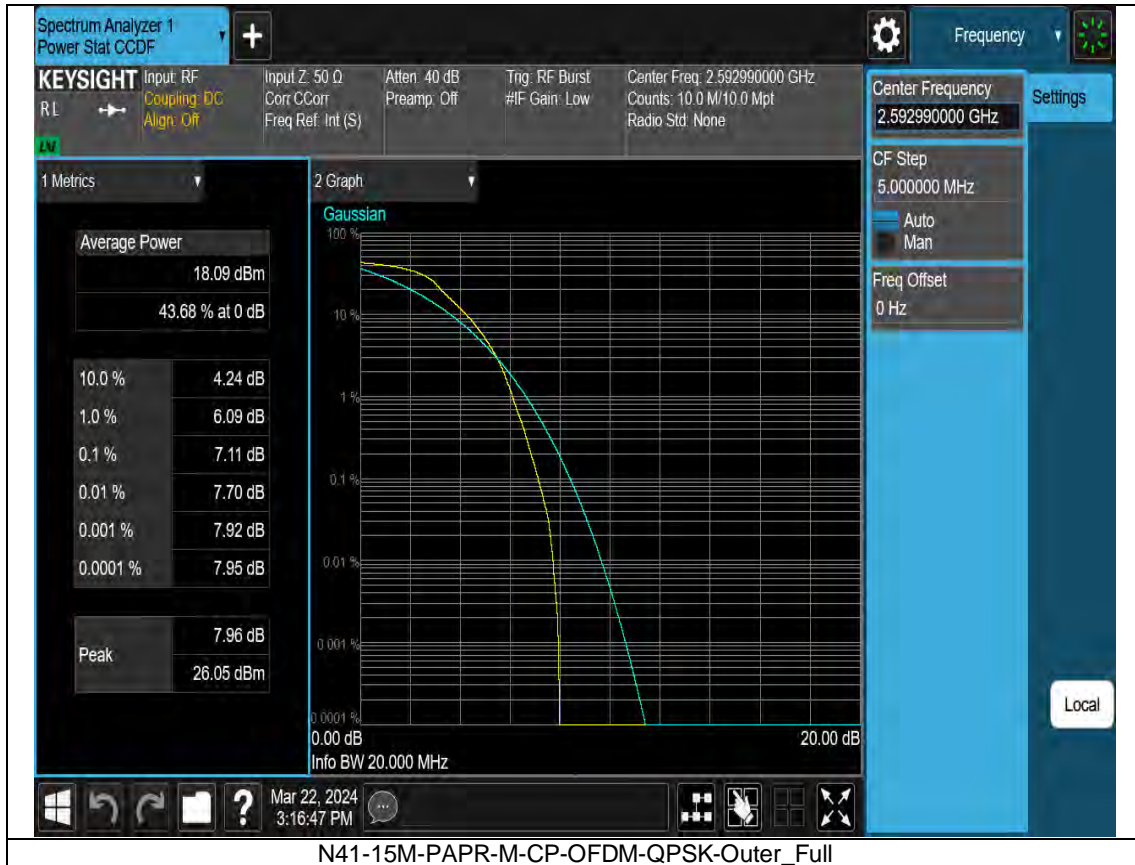 Spectrum Analyzer 1
Power Stat CCDF
Frequency
KEYSIGHT
RL
LNI
Input: RF
Coupling: DC
Align: Off
Input Z: 50 Ω
Corr CCorr
Freq Ref: Int (S)
Atten: 40 dB
Preamp: Off
Trig: RF Burst
#IF Gain: Low
Center Freq: 2.592990000 GHz
Counts: 10.0 M/10.0 Mpt
Radio Std: None
Center Frequency
2.592990000 GHz
Settings
CF Step
5.000000 MHz
Auto
Man
Freq Offset
0 Hz
Local
1 Metrics
Average Power
18.09 dBm
43.68 % at 0 dB
10.0 % 4.24 dB
1.0 % 6.09 dB
0.1 % 7.11 dB
0.01 % 7.70 dB
0.001 % 7.92 dB
0.0001 % 7.95 dB
Peak
7.96 dB
26.05 dBm
2 Graph
Gaussian
100 %
10 %
1 %
0.1 %
0.01 %
0.001 %
0.0001 %
0.00 dB 20.00 dB
Info BW 20.000 MHz
?
Mar 22, 2024
3:16:47 PM
N41-15M-PAPR-M-CP-OFDM-QPSK-Outer_Full